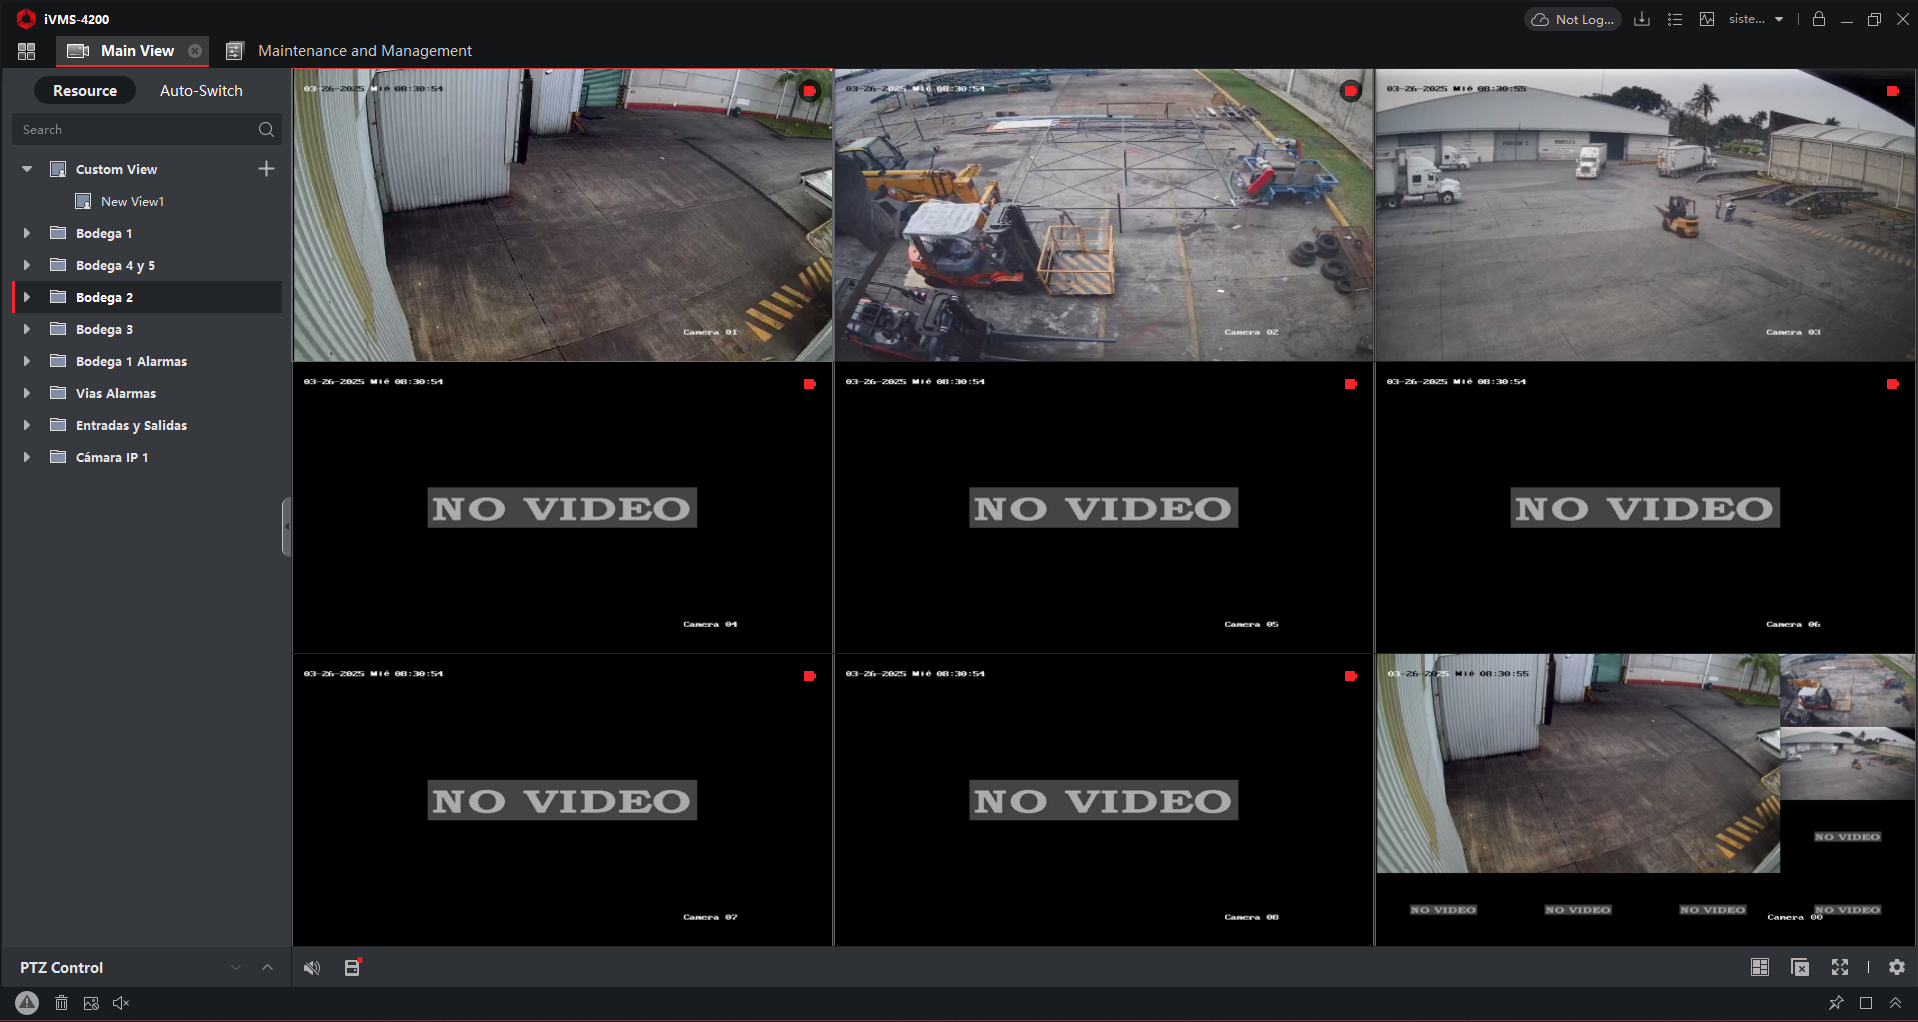 iVMS-4200
Not Log...
siste...
Main View
Maintenance and Management
Resource
Auto-Switch
Search
Custom View
New View1
Bodega 1
Bodega 4 y 5
Bodega 2
Bodega 3
Bodega 1 Alarmas
Vias Alarmas
Entradas y Salidas
Cámara IP 1
03-26-2025 Mié 08:30:54
Camera 01
03-26-2025 Mié 08:30:54
Camera 02
03-26-2025 Mié 08:30:55
Camera 03
03-26-2025 Mié 08:30:54
NO VIDEO
Camera 04
03-26-2025 Mié 08:30:54
NO VIDEO
Camera 05
03-26-2025 Mié 08:30:54
NO VIDEO
Camera 06
03-26-2025 Mié 08:30:54
NO VIDEO
Camera 07
03-26-2025 Mié 08:30:54
NO VIDEO
Camera 08
03-26-2025 Mié 08:30:55
NO VIDEO
NO VIDEO
NO VIDEO
NO VIDEO
NO VIDEO
Camera 00
PTZ Control